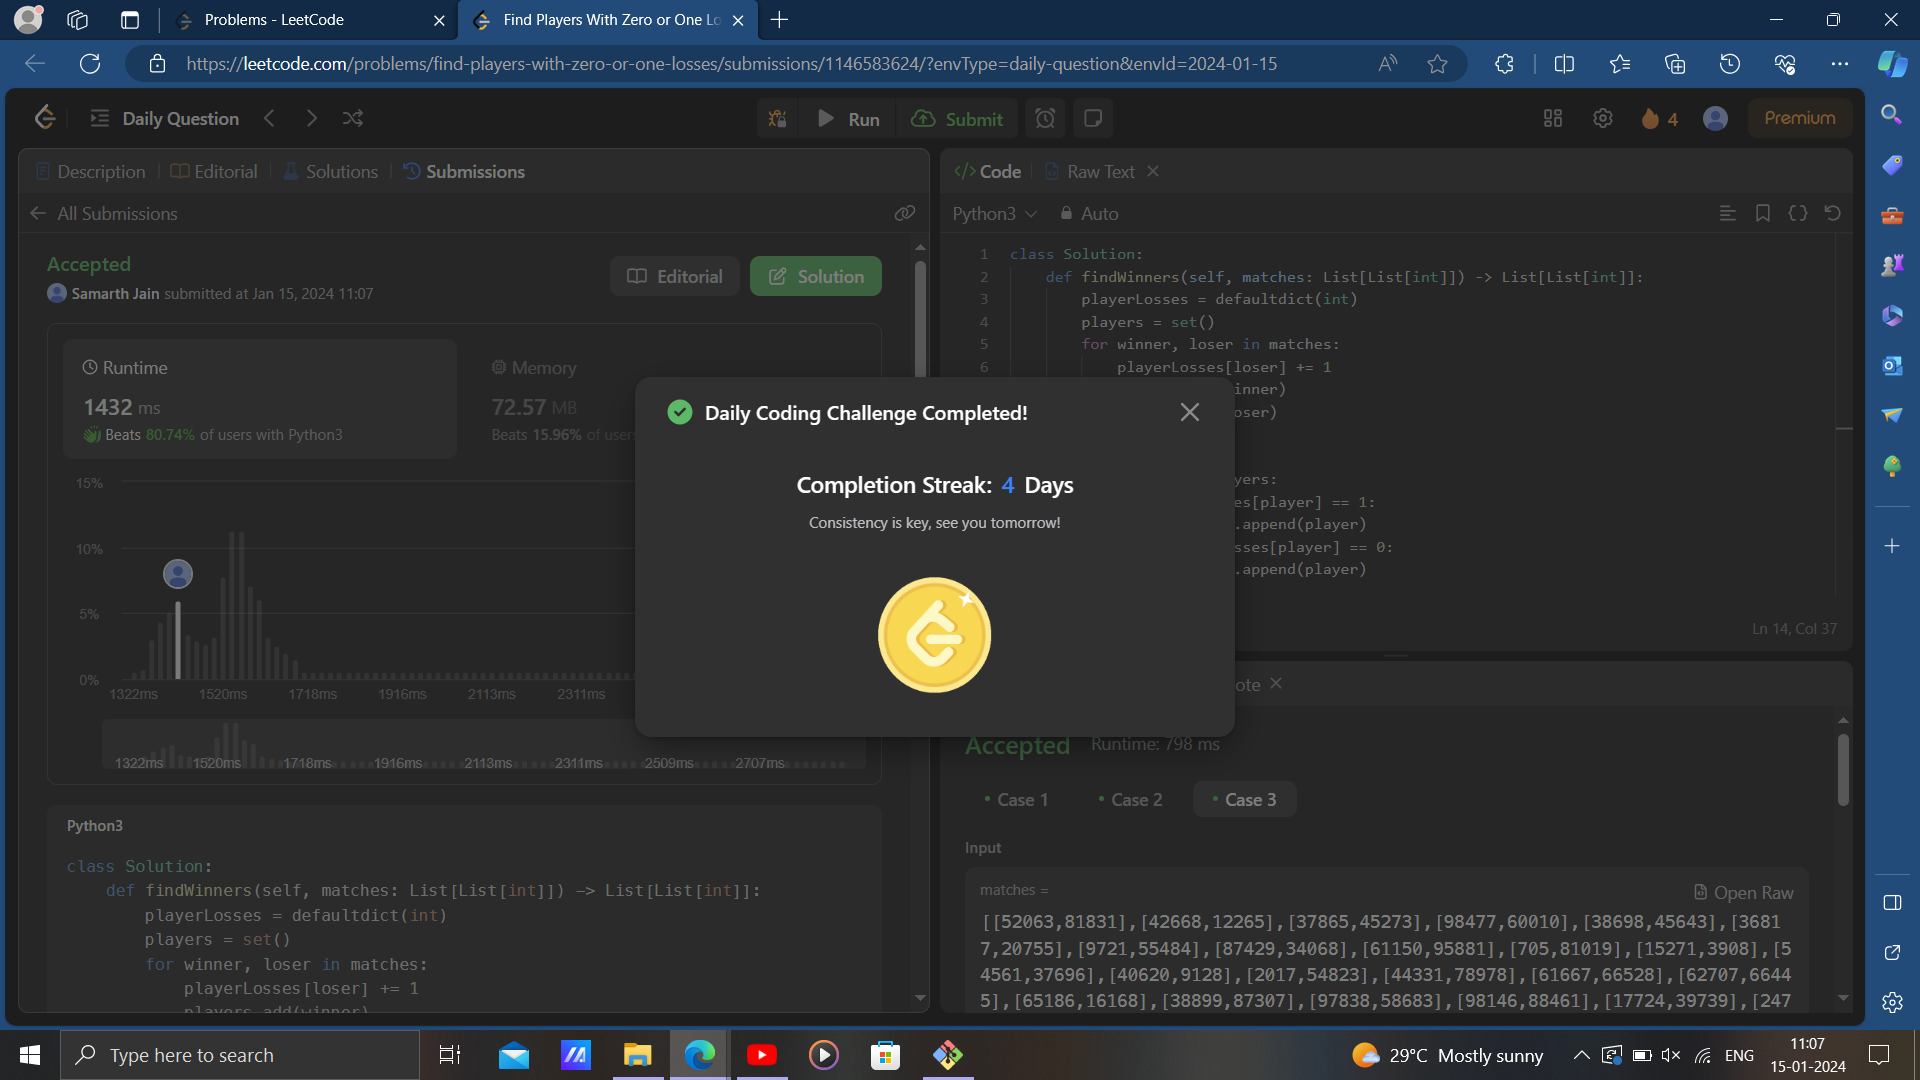 Problems - LeetCode
Find Players With Zero or One Lo
https://leetcode.com/problems/find-players-with-zero-or-one-losses/submissions/1146583624/?envType=daily-question&envId=2024-01-15
Daily Question
Run
Submit
4
Premium
Description
Editorial
Solutions
Submissions
All Submissions
Accepted
Samarth Jain submitted at Jan 15, 2024 11:07
Editorial
Solution
Runtime
1432 ms
Beats 80.74% of users with Python3
Memory
72.57 MB
Beats 15.96% of users
15%
10%
5%
0%
1322ms 1520ms 1718ms 1916ms 2113ms 2311ms
1322ms 1520ms 1718ms 1916ms 2113ms 2311ms 2509ms 2707ms
Python3
class Solution:
def findWinners(self, matches: List[List[int]]) -> List[List[int]]:
playerLosses = defaultdict(int)
players = set()
for winner, loser in matches:
playerLosses[loser] += 1
players.add(winner)
</> Code
Raw Text
Python3
Auto
1 class Solution:
2 def findWinners(self, matches: List[List[int]]) -> List[List[int]]:
3 playerLosses = defaultdict(int)
4 players = set()
5 for winner, loser in matches:
6 playerLosses[loser] += 1
inner)
oser)
yers:
es[player] == 1:
.append(player)
sses[player] == 0:
.append(player)
Ln 14, Col 37
Daily Coding Challenge Completed!
Completion Streak: 4 Days
Consistency is key, see you tomorrow!
ote
Accepted
Runtime: 798 ms
Case 1
Case 2
Case 3
Input
matches =
Open Raw
[[52063,81831],[42668,12265],[37865,45273],[98477,60010],[38698,45643],[3681
7,20755],[9721,55484],[87429,34068],[61150,95881],[705,81019],[15271,3908],[5
4561,37696],[40620,9128],[2017,54823],[44331,78978],[61667,66528],[62707,6644
5],[65186,16168],[38899,87307],[97838,58683],[98146,88461],[17724,39739],[247
Type here to search
29°C Mostly sunny
ENG
11:07
15-01-2024